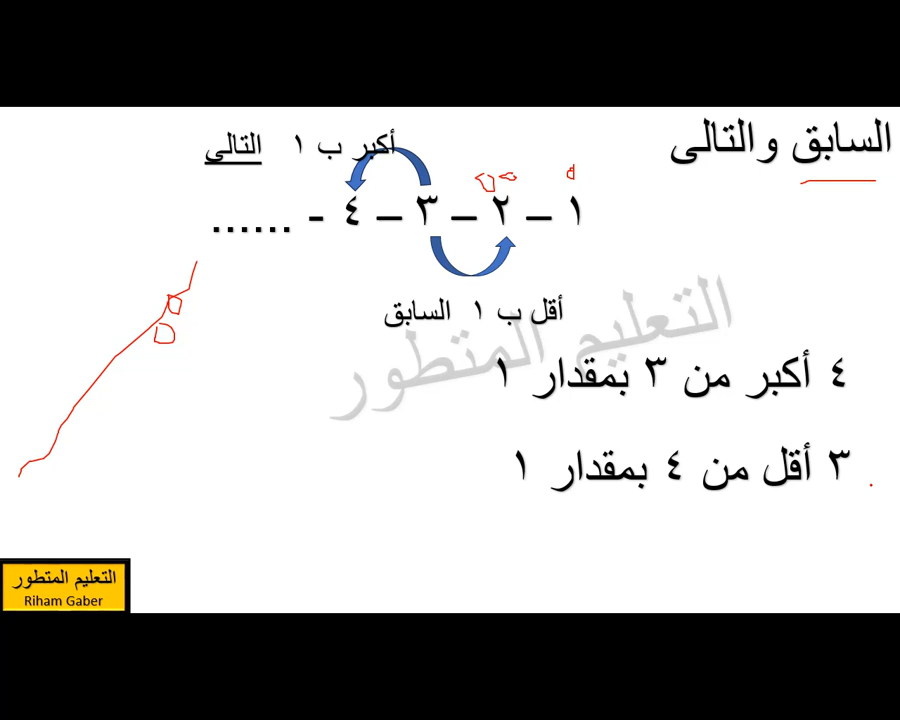 السابق والتالى
أكبر ب ١ التالى
١ – ٢ – ٣ – ٤ - ......
أقل ب ١ السابق
التعليم المتطور
٤ أكبر من ٣ بمقدار ١
٣ أقل من ٤ بمقدار ١
التعليم المتطور
Riham Gaber